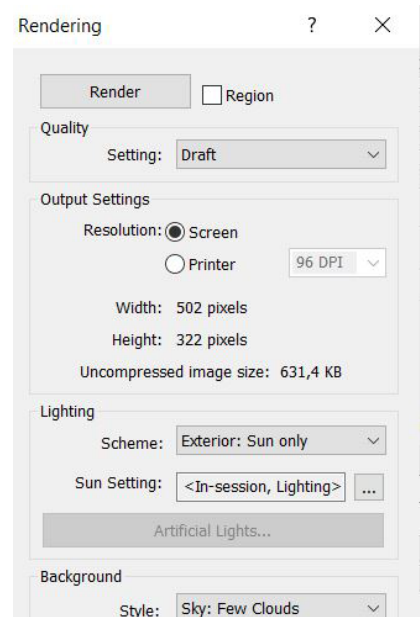 Rendering ?
Render Region
Quality
Setting: Draft
Output Settings
Resolution: Screen
Printer 96 DPI
Width: 502 pixels
Height: 322 pixels
Uncompressed image size: 631,4 KB
Lighting
Scheme: Exterior: Sun only
Sun Setting: <In-session, Lighting> ...
Artificial Lights...
Background
Style: Sky: Few Clouds